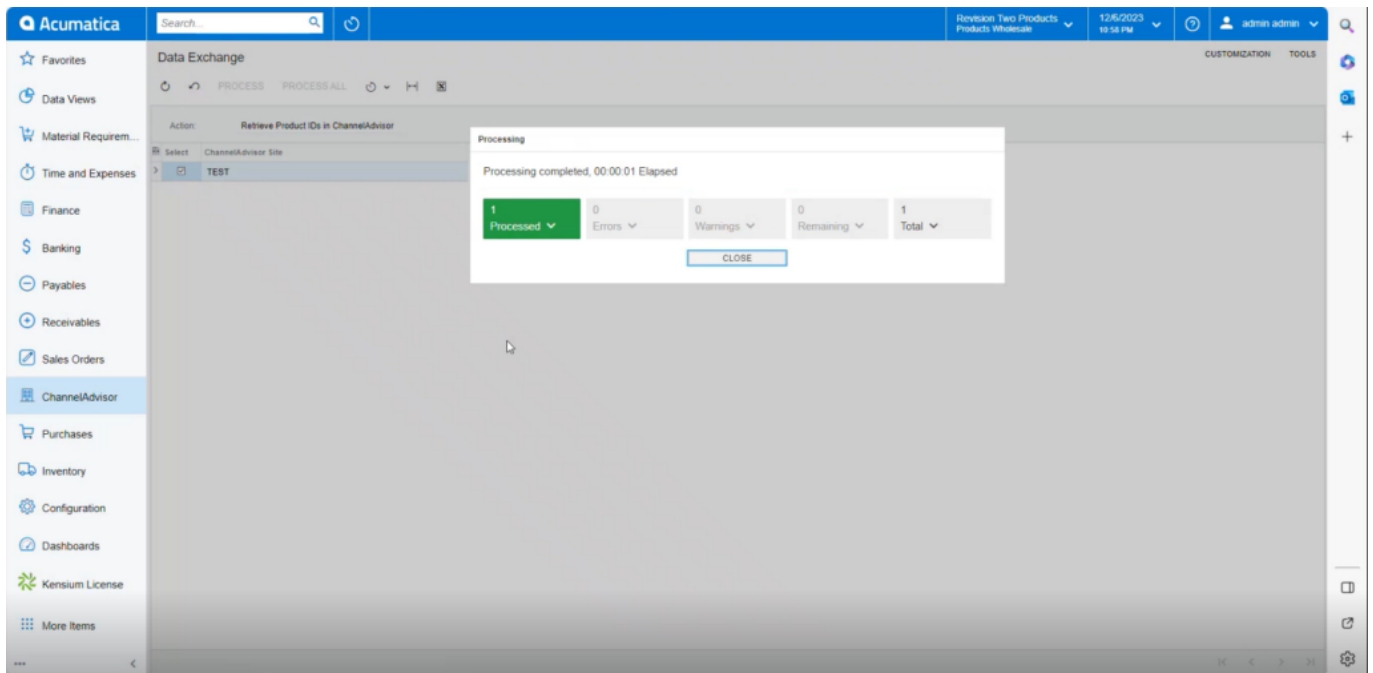 Acumatica
Search...
Revision Two Products
Products Wholesale
12/6/2023
10:58 PM
admin admin
Favorites
Data Views
Material Requirem...
Time and Expenses
Finance
Banking
Payables
Receivables
Sales Orders
ChannelAdvisor
Purchases
Inventory
Configuration
Dashboards
Kensium License
More Items
Data Exchange
CUSTOMIZATION TOOLS
PROCESS PROCESS ALL
Action: Retrieve Product IDs in ChannelAdvisor
Select ChannelAdvisor Site
TEST
Processing
Processing completed, 00:00:01 Elapsed
1 0 0 0 1
Processed Errors Warnings Remaining Total
CLOSE